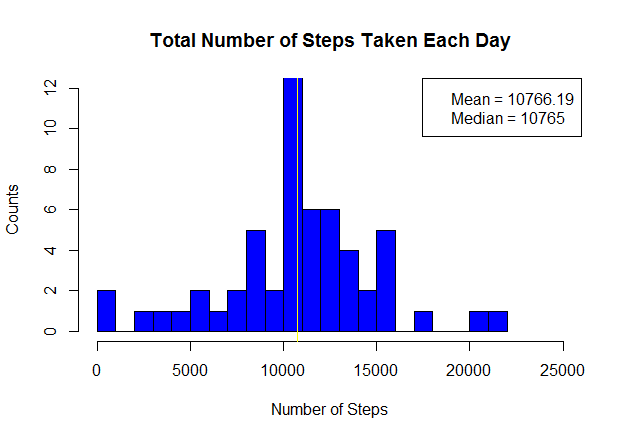 Total Number of Steps Taken Each Day
Mean = 10766.19
Median = 10765
Counts
12
10
8
6
4
2
0
0 5000 10000 15000 20000 25000
Number of Steps